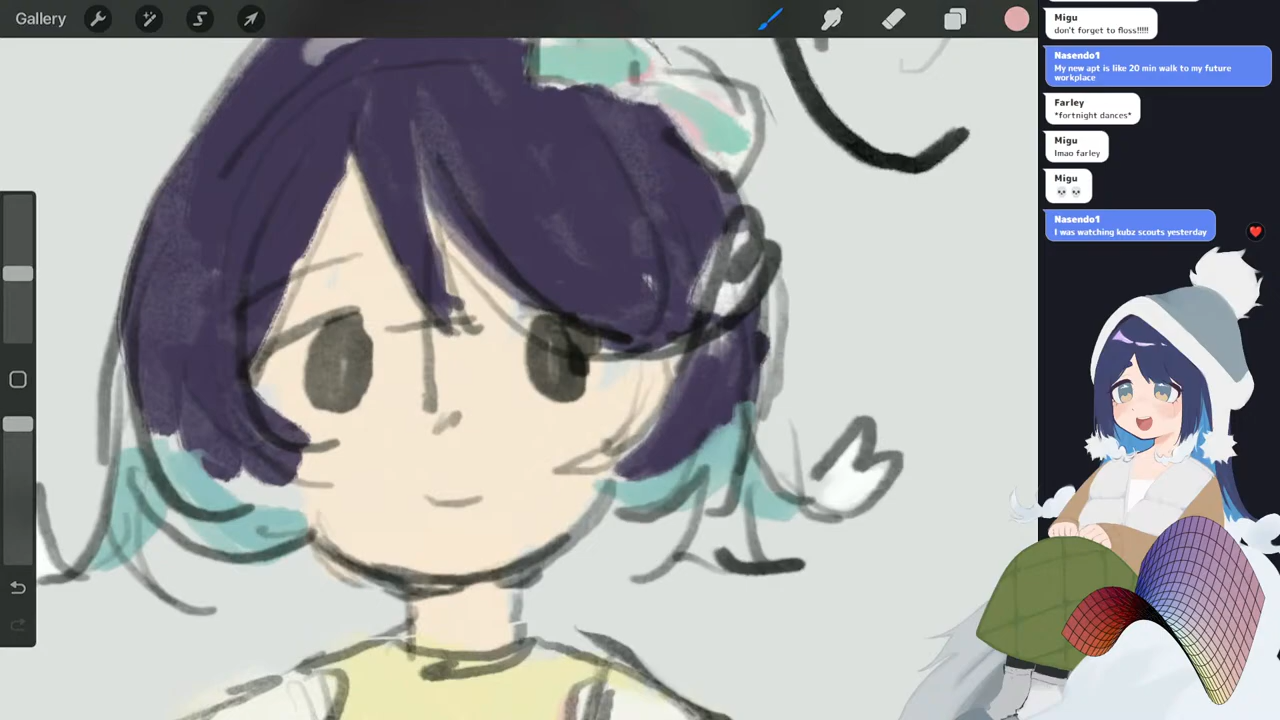 Gallery
Migu
don't forget to floss!!!!!
Nasendo1
My new apt is like 20 min walk to my future
workplace
Farley
*fortnight dances*
Migu
lmao farley
Migu
💀 💀
Nasendo1
I was watching kubz scouts yesterday